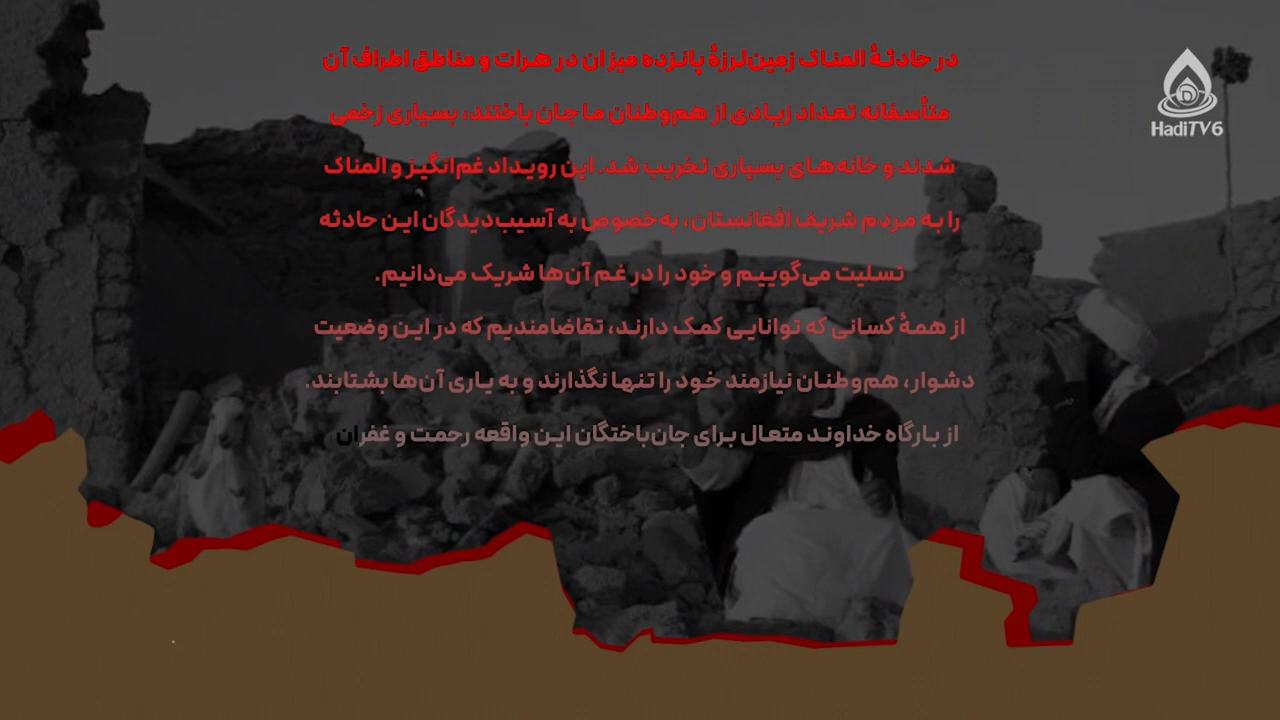 در حادثهٔ المناک زمین‌لرزهٔ پانزده میزان در هرات و مناطق اطراف آن
متأسفانه تعداد زیادی از هم‌وطنان ما جان باختند، بسیاری زخمی
شدند و خانه‌های بسیاری تخریب شد. این رویداد غم‌انگیز و المناک
را به مردم شریف افغانستان، به‌خصوص به آسیب‌دیدگان این حادثه
تسلیت می‌گوییم و خود را در غم آن‌ها شریک می‌دانیم.
از همهٔ کسانی که توانایی کمک دارند، تقاضامندیم که در این وضعیت
دشوار، هم‌وطنان نیازمند خود را تنها نگذارند و به یاری آن‌ها بشتابند.
از بارگاه خداوند متعال برای جان‌باختگان این واقعه رحمت و غفران
HadiTV6